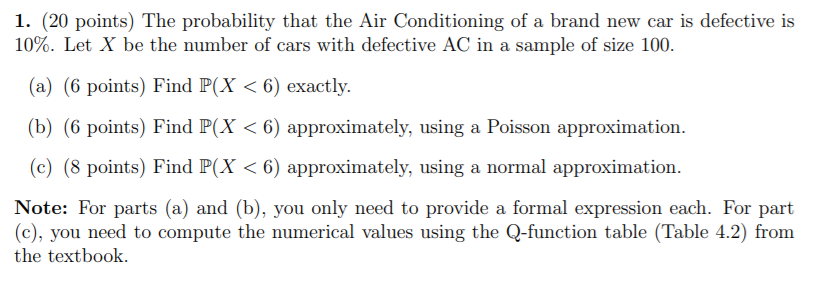 1. (20 points) The probability that the Air Conditioning of a brand new car is defective is
10%. Let X be the number of cars with defective AC in a sample of size 100.
(a) (6 points) Find ℙ(X < 6) exactly.
(b) (6 points) Find ℙ(X < 6) approximately, using a Poisson approximation.
(c) (8 points) Find ℙ(X < 6) approximately, using a normal approximation.
Note: For parts (a) and (b), you only need to provide a formal expression each. For part
(c), you need to compute the numerical values using the Q-function table (Table 4.2) from
the textbook.